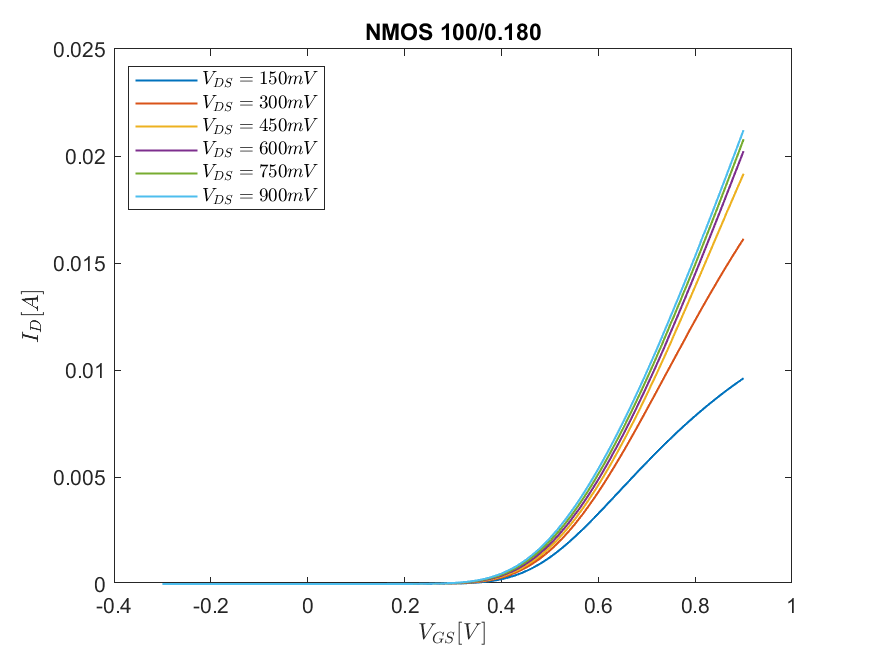 NMOS 100/0.180
0.025
0.02
0.015
0.01
0.005
0
I_D[A]
V_DS = 150mV
V_DS = 300mV
V_DS = 450mV
V_DS = 600mV
V_DS = 750mV
V_DS = 900mV
-0.4 -0.2 0 0.2 0.4 0.6 0.8 1
V_GS[V]